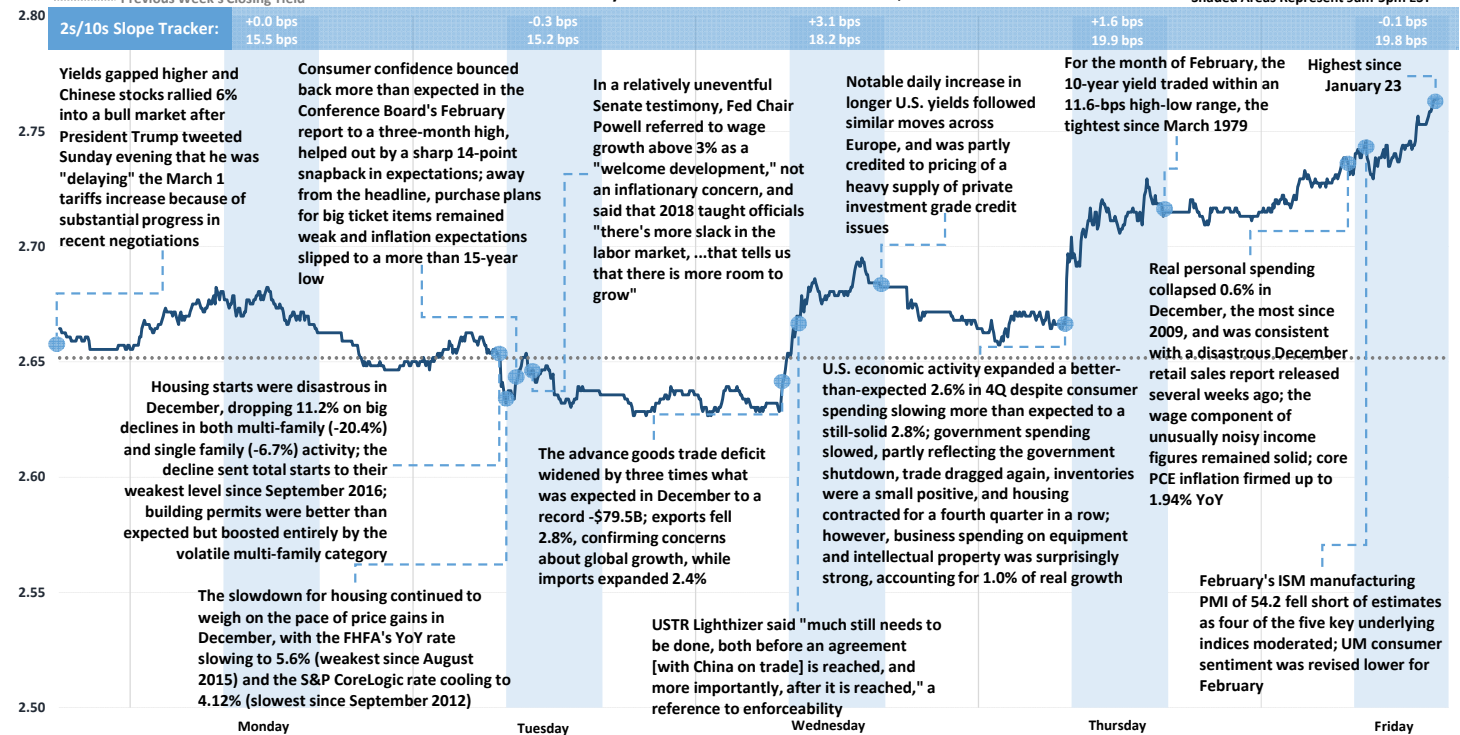 Previous Week's Closing Yield
Shaded Areas Represent 9am-5pm EST
2.80
2s/10s Slope Tracker:
+0.0 bps
15.5 bps
-0.3 bps
15.2 bps
+3.1 bps
18.2 bps
+1.6 bps
19.9 bps
-0.1 bps
19.8 bps
Yields gapped higher and
Chinese stocks rallied 6%
into a bull market after
President Trump tweeted
Sunday evening that he was
"delaying" the March 1
tariffs increase because of
substantial progress in
recent negotiations
Consumer confidence bounced
back more than expected in the
Conference Board's February
report to a three-month high,
helped out by a sharp 14-point
snapback in expectations; away
from the headline, purchase plans
for big ticket items remained
weak and inflation expectations
slipped to a more than 15-year
low
In a relatively uneventful
Senate testimony, Fed Chair
Powell referred to wage
growth above 3% as a
"welcome development," not
an inflationary concern, and
said that 2018 taught officials
"there's more slack in the
labor market, ...that tells us
that there is more room to
grow"
Notable daily increase in
longer U.S. yields followed
similar moves across
Europe, and was partly
credited to pricing of a
heavy supply of private
investment grade credit
issues
For the month of February, the
10-year yield traded within an
11.6-bps high-low range, the
tightest since March 1979
Highest since
January 23
2.75
2.70
2.65
2.60
2.55
2.50
Housing starts were disastrous in
December, dropping 11.2% on big
declines in both multi-family (-20.4%)
and single family (-6.7%) activity; the
decline sent total starts to their
weakest level since September 2016;
building permits were better than
expected but boosted entirely by the
volatile multi-family category
The slowdown for housing continued to
weigh on the pace of price gains in
December, with the FHFA's YoY rate
slowing to 5.6% (weakest since August
2015) and the S&P CoreLogic rate cooling to
4.12% (slowest since September 2012)
The advance goods trade deficit
widened by three times what
was expected in December to a
record -$79.5B; exports fell
2.8%, confirming concerns
about global growth, while
imports expanded 2.4%
USTR Lighthizer said "much still needs to
be done, both before an agreement
[with China on trade] is reached, and
more importantly, after it is reached," a
reference to enforceability
U.S. economic activity expanded a better-
than-expected 2.6% in 4Q despite consumer
spending slowing more than expected to a
still-solid 2.8%; government spending
slowed, partly reflecting the government
shutdown, trade dragged again, inventories
were a small positive, and housing
contracted for a fourth quarter in a row;
however, business spending on equipment
and intellectual property was surprisingly
strong, accounting for 1.0% of real growth
Real personal spending
collapsed 0.6% in
December, the most since
2009, and was consistent
with a disastrous December
retail sales report released
several weeks ago; the
wage component of
unusually noisy income
figures remained solid; core
PCE inflation firmed up to
1.94% YoY
February's ISM manufacturing
PMI of 54.2 fell short of estimates
as four of the five key underlying
indices moderated; UM consumer
sentiment was revised lower for
February
Monday
Tuesday
Wednesday
Thursday
Friday